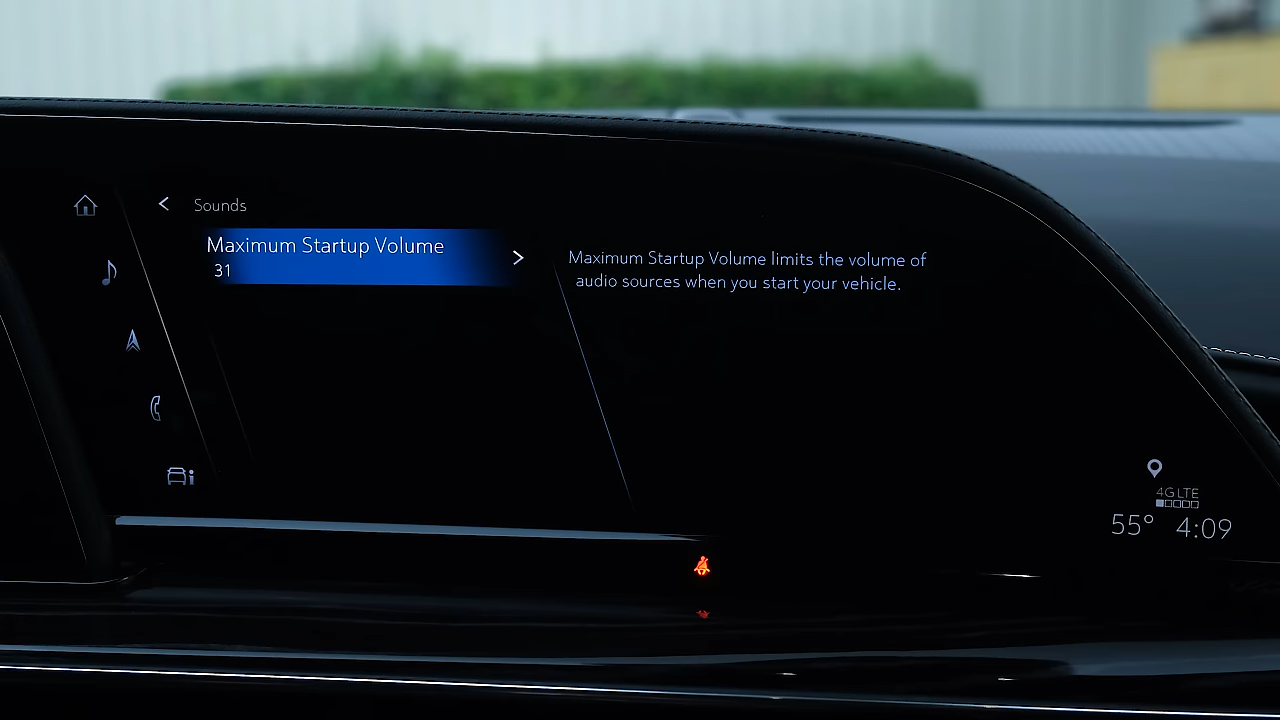 Sounds
Maximum Startup Volume
31
Maximum Startup Volume limits the volume of
audio sources when you start your vehicle.
4G LTE
55° 4:09